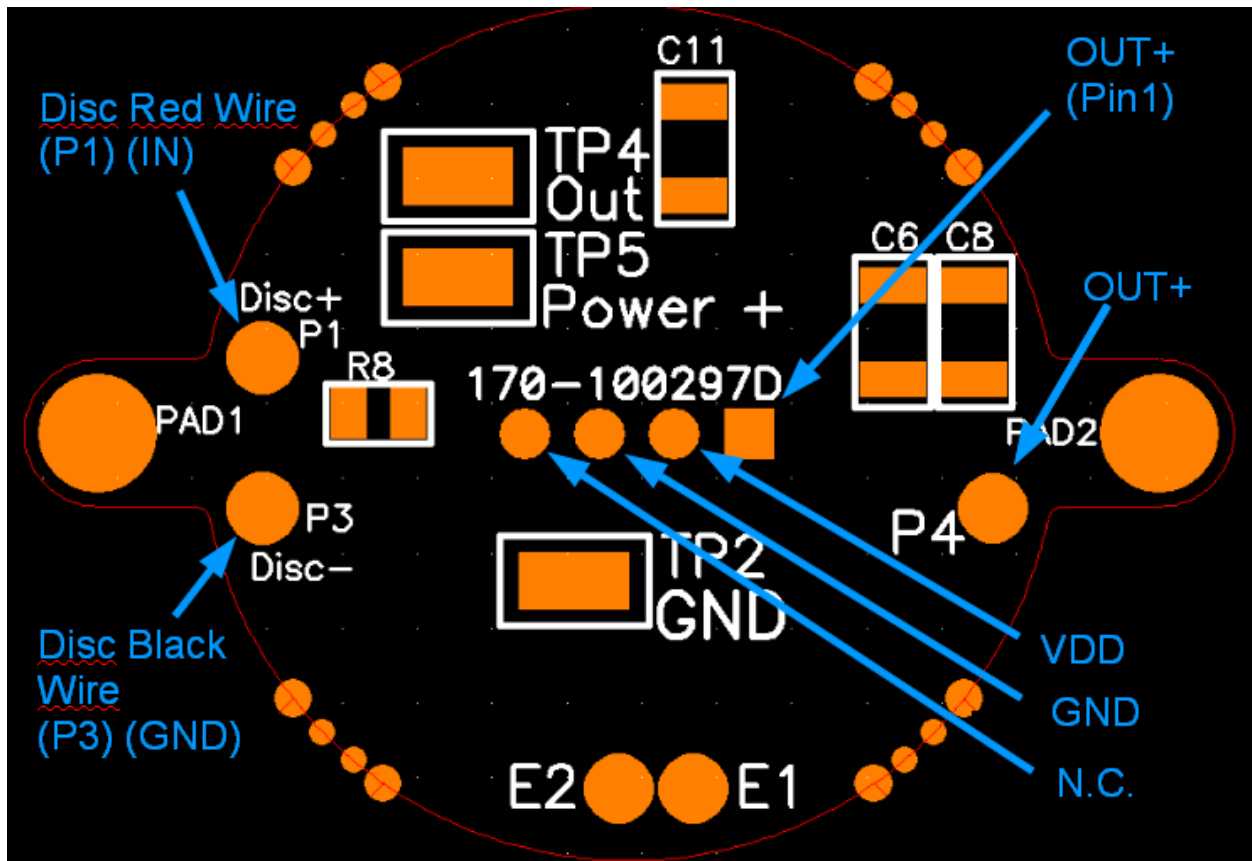 C11
OUT+
(Pin1)
Disc Red Wire
(P1) (IN)
TP4
Out
TP5
Power +
C6
C8
OUT+
Disc+
P1
R8
170-100297D
PAD1
PAD2
P3
Disc-
P4
TP2
GND
Disc Black
Wire
(P3) (GND)
VDD
GND
N.C.
E2
E1